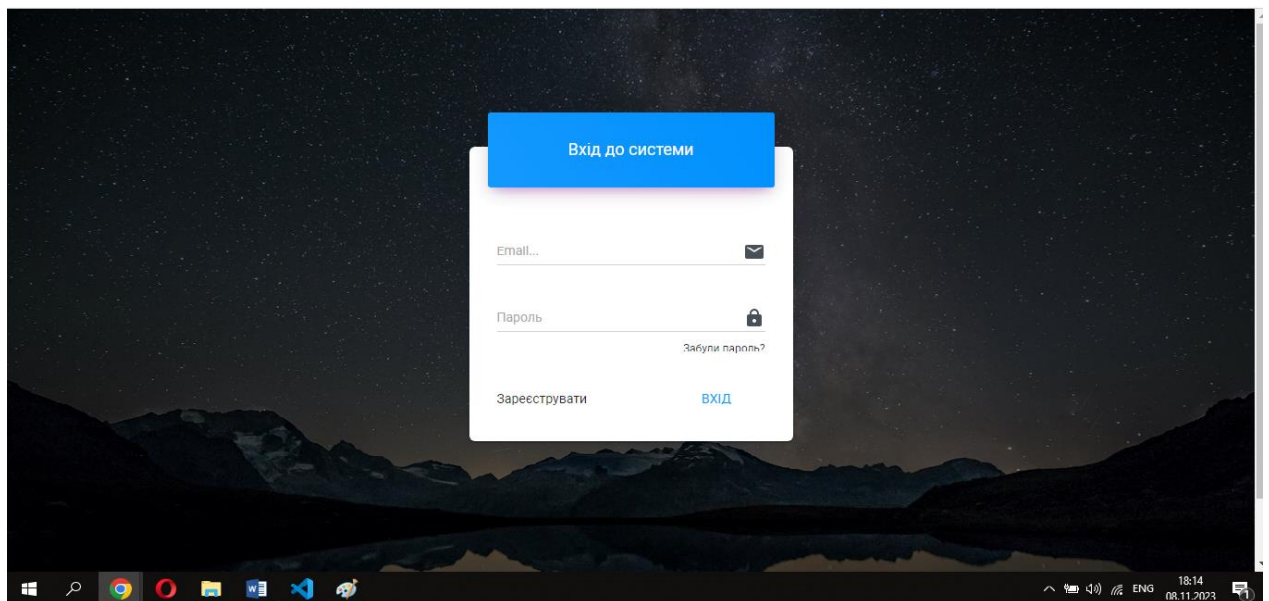 Вхід до системи
Email...
Пароль
Забули пароль?
Зареєструвати ВХІД
ENG 18:14
08.11.2023